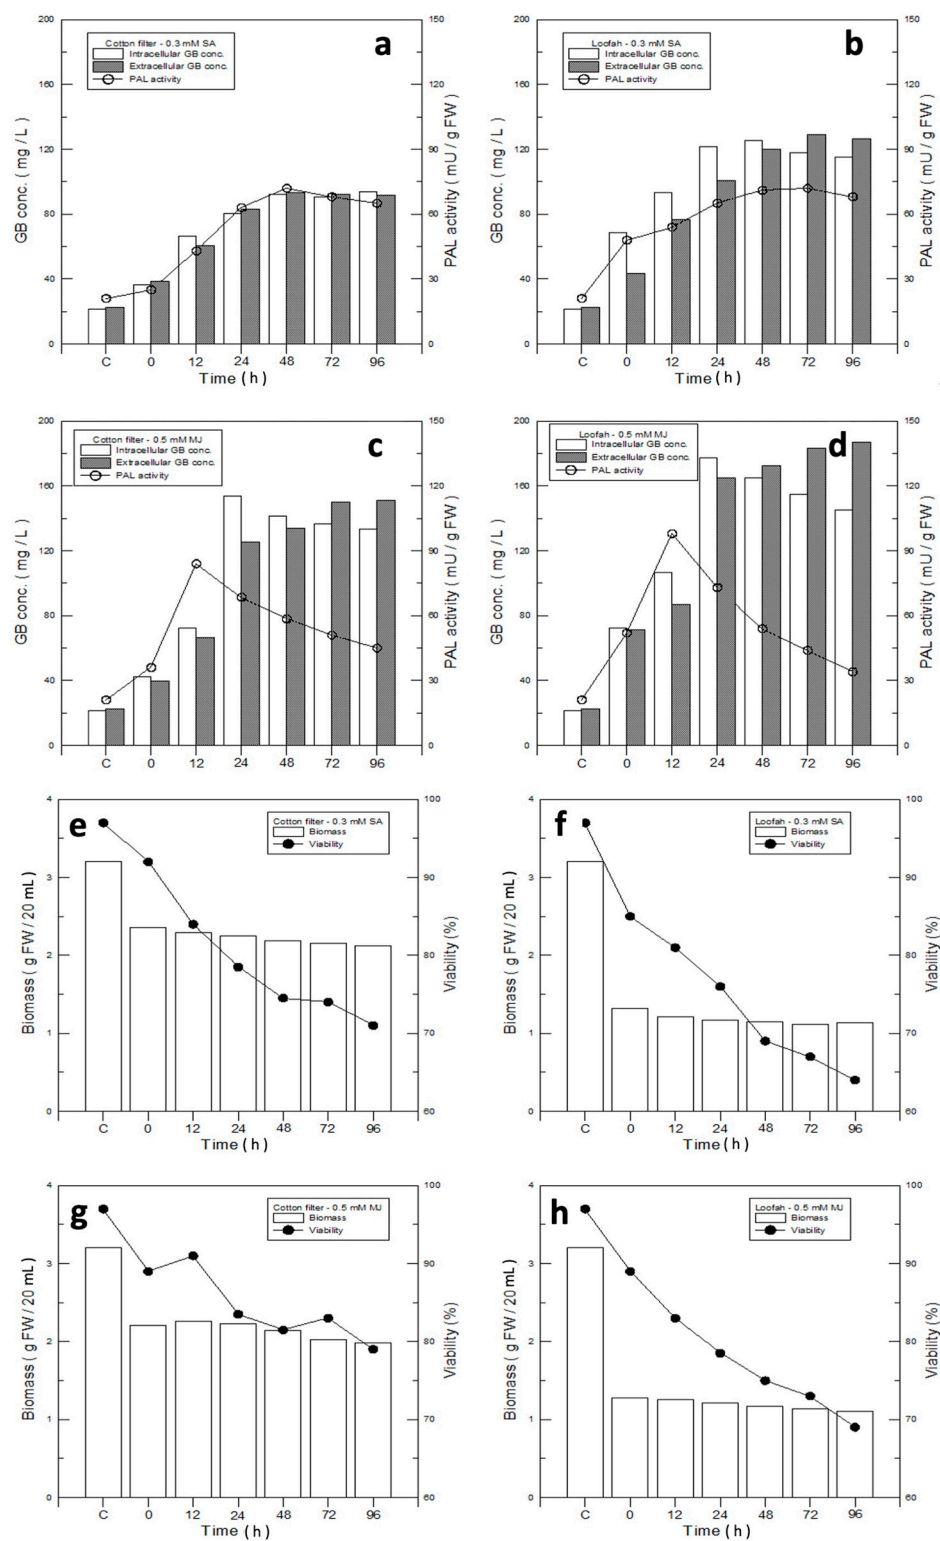 a
Cotton filter - 0.3 mM SA
Intracellular GB conc.
Extracellular GB conc.
PAL activity
GB conc. ( mg / L )
200
160
120
80
40
0
PAL activity ( mU / g FW )
150
120
90
60
30
0
C 0 12 24 48 72 96
Time ( h )
b
Loofah - 0.3 mM SA
Intracellular GB conc.
Extracellular GB conc.
PAL activity
GB conc. ( mg / L )
200
160
120
80
40
0
PAL activity ( mU / g FW )
150
120
90
60
30
0
C 0 12 24 48 72 96
Time ( h )
c
Cotton filter - 0.5 mM MJ
Intracellular GB conc.
Extracellular GB conc.
PAL activity
GB conc. ( mg / L )
200
160
120
80
40
0
PAL activity ( mU / g FW )
150
120
90
60
30
0
C 0 12 24 48 72 96
d
Loofah - 0.5 mM MJ
Intracellular GB conc.
Extracellular GB conc.
PAL activity
GB conc. ( mg / L )
200
160
120
80
40
0
PAL activity ( mU / g FW )
150
120
90
60
30
0
C 0 12 24 48 72 96
e
Cotton filter - 0.3 mM SA
Biomass
Viability
Biomass ( g FW / 20 mL )
4
3
2
1
0
Viability (%)
100
90
80
70
60
C 0 12 24 48 72 96
Time ( h )
f
Loofah - 0.3 mM SA
Biomass
Viability
Biomass ( g FW / 20 mL )
4
3
2
1
0
Viability (%)
100
90
80
70
60
C 0 12 24 48 72 96
Time ( h )
g
Cotton filter - 0.5 mM MJ
Biomass
Viability
Biomass ( g FW / 20 mL )
4
3
2
1
0
Viability (%)
100
90
80
70
60
C 0 12 24 48 72 96
Time ( h )
h
Loofah - 0.5 mM MJ
Biomass
Viability
Biomass ( g FW / 20 mL )
4
3
2
1
0
Viability (%)
100
90
80
70
60
C 0 12 24 48 72 96
Time ( h )